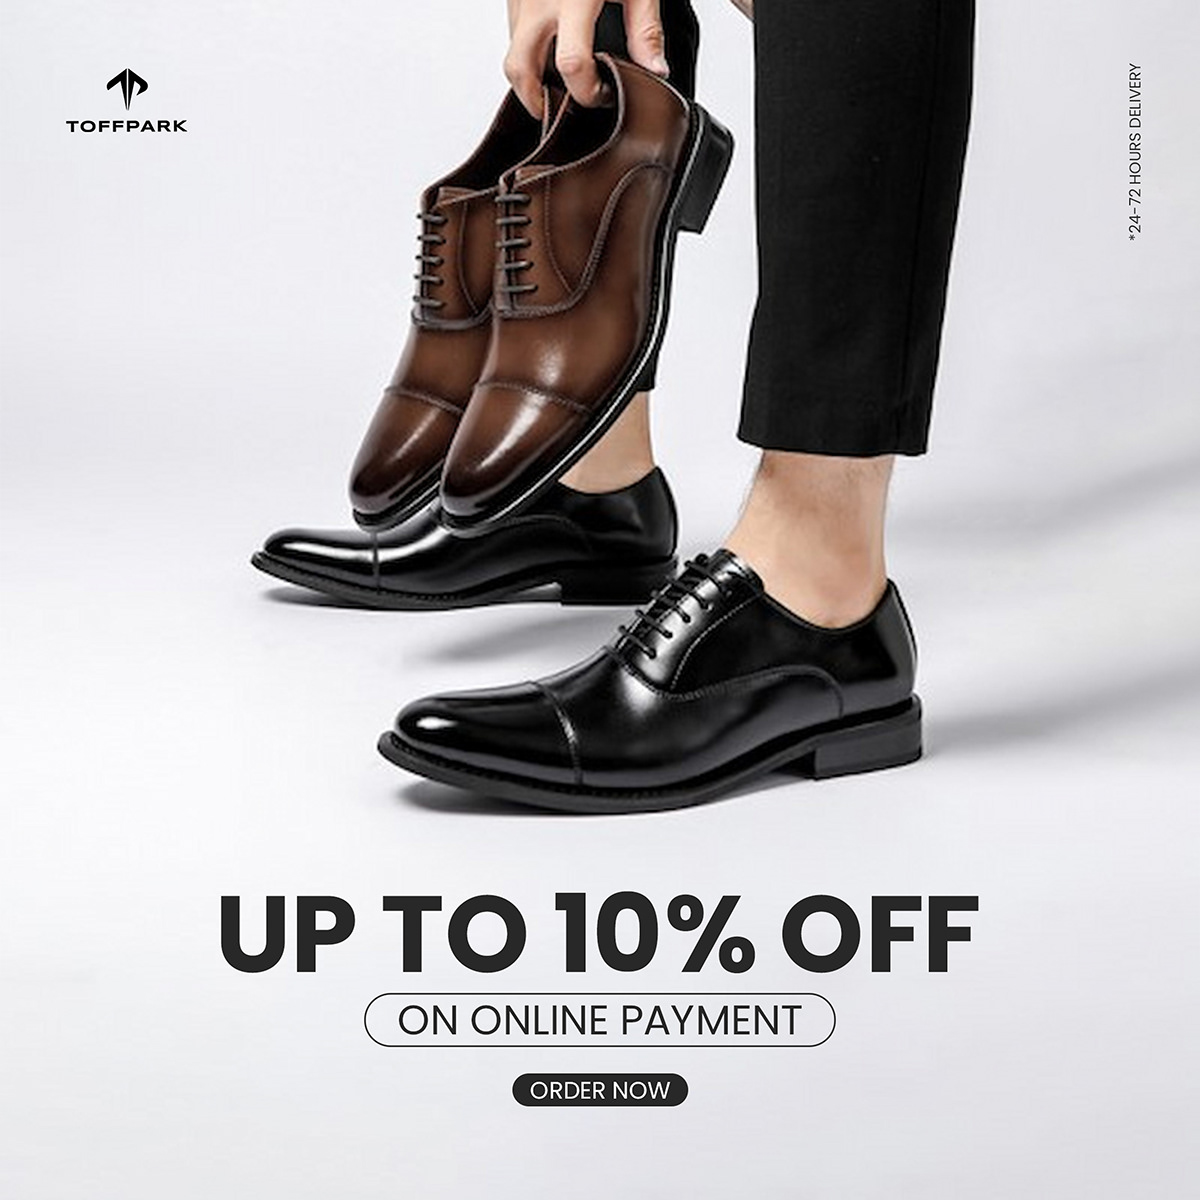 TOFFPARK
*24-72 HOURS DELIVERY
UP TO 10% OFF
ON ONLINE PAYMENT
ORDER NOW